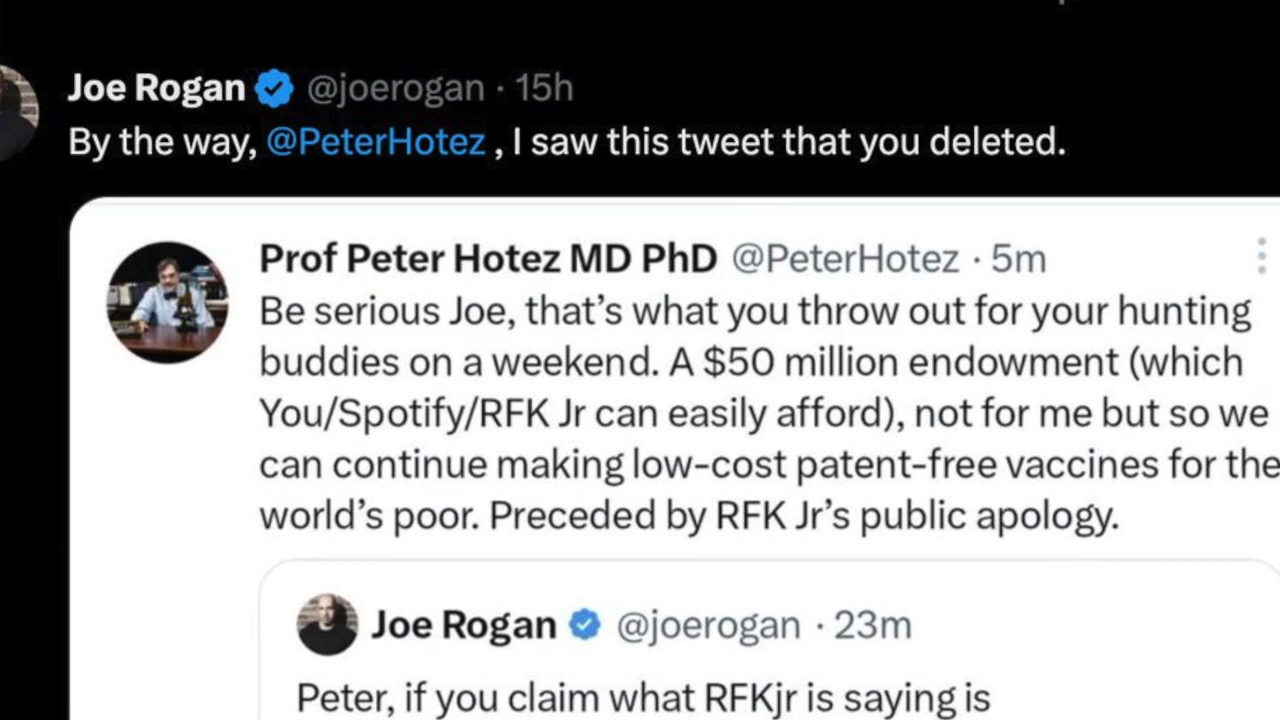 Joe Rogan @joerogan · 15h
By the way, @PeterHotez , I saw this tweet that you deleted.
Prof Peter Hotez MD PhD @PeterHotez · 5m
Be serious Joe, that’s what you throw out for your hunting
buddies on a weekend. A $50 million endowment (which
You/Spotify/RFK Jr can easily afford), not for me but so we
can continue making low-cost patent-free vaccines for the
world’s poor. Preceded by RFK Jr’s public apology.
Joe Rogan @joerogan · 23m
Peter, if you claim what RFKjr is saying is